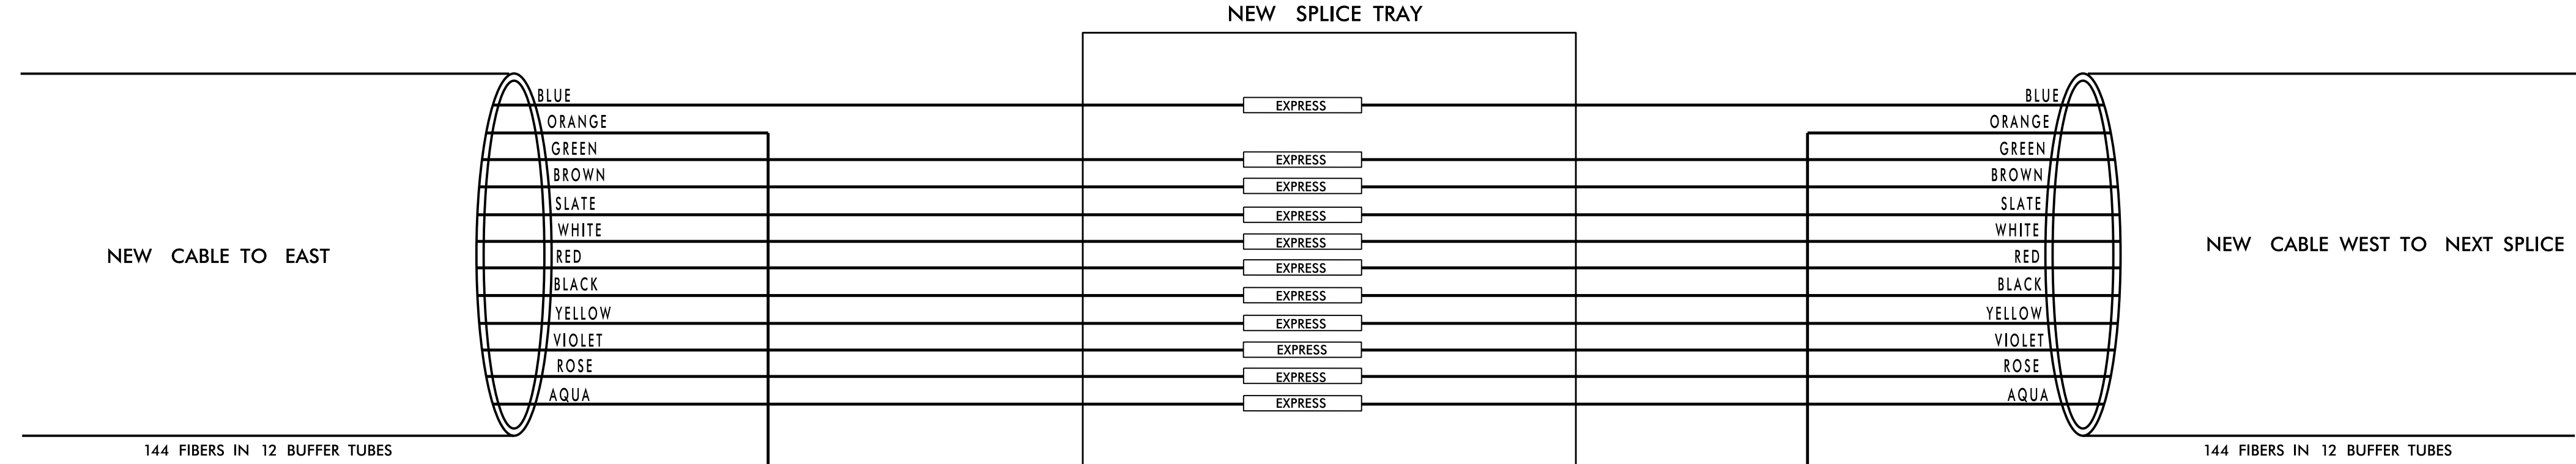 NEW SPLICE TRAY
BLUE EXPRESS BLUE
ORANGE ORANGE
GREEN EXPRESS GREEN
BROWN EXPRESS BROWN
SLATE EXPRESS SLATE
WHITE EXPRESS WHITE
NEW CABLE TO EAST RED EXPRESS RED NEW CABLE WEST TO NEXT SPLICE
BLACK EXPRESS BLACK
YELLOW EXPRESS YELLOW
VIOLET EXPRESS VIOLET
ROSE EXPRESS ROSE
AQUA EXPRESS AQUA
144 FIBERS IN 12 BUFFER TUBES 144 FIBERS IN 12 BUFFER TUBES